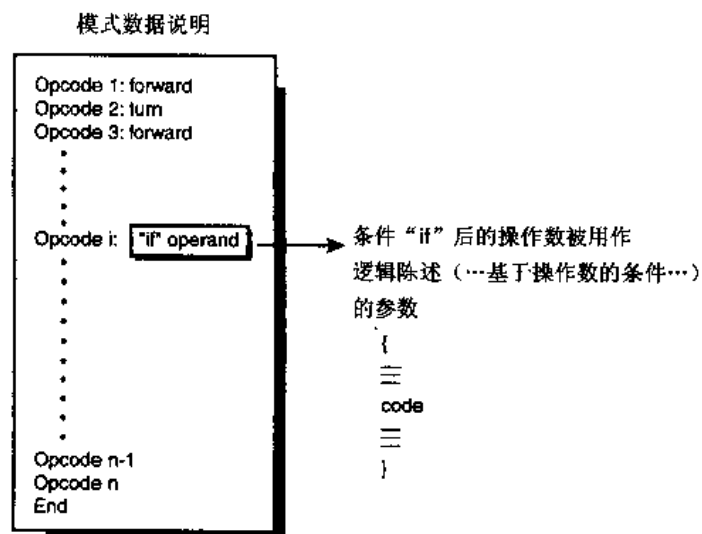 模式数据说明
Opcode 1: forward
Opcode 2: turn
Opcode 3: forward
Opcode i: "if" operand
条件“if”后的操作数被用作
逻辑陈述（…基于操作数的条件…）
的参数
{
code
}
Opcode n-1
Opcode n
End